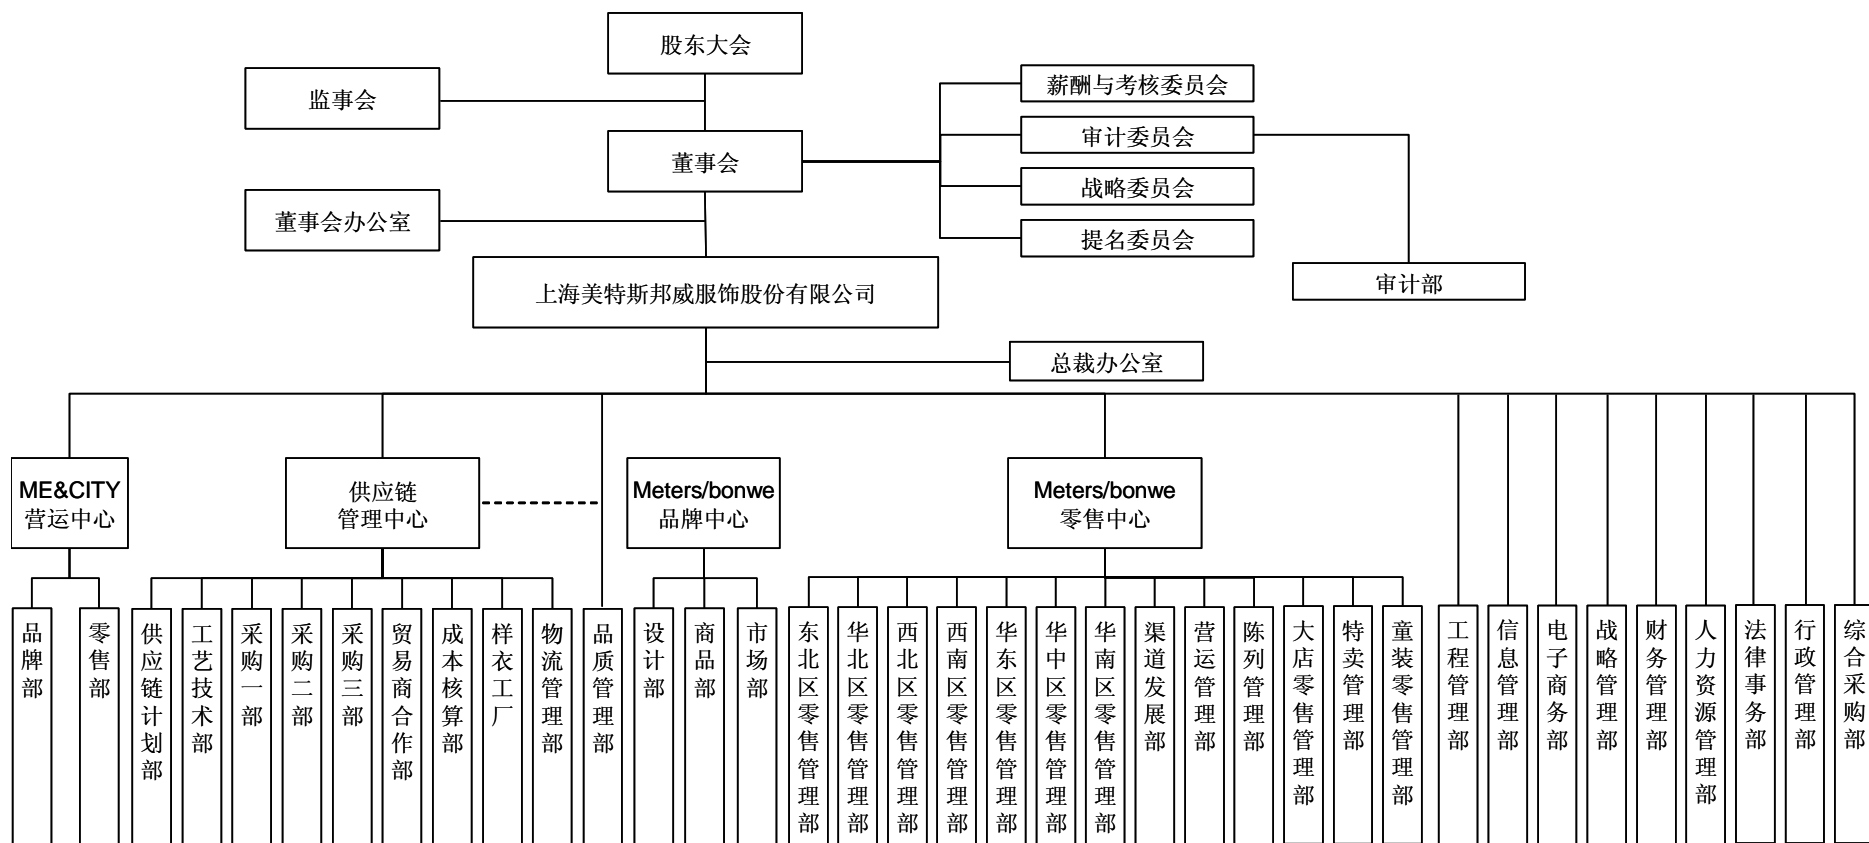 股东大会
监事会
薪酬与考核委员会
审计委员会
董事会
战略委员会
董事会办公室
提名委员会
上海美特斯邦威服饰股份有限公司
审计部
总裁办公室
ME&CITY
营运中心
供应链
管理中心
Meters/bonwe
品牌中心
Meters/bonwe
零售中心
品牌部
零售部
供应链计划部
工艺技术部
采购一部
采购二部
采购三部
贸易商合作部
成本核算部
样衣工厂
物流管理部
品质管理部
设计部
商品部
市场部
东北区零售管理部
华北区零售管理部
西北区零售管理部
西南区零售管理部
华东区零售管理部
华中区零售管理部
华南区零售管理部
渠道发展部
营运管理部
陈列管理部
大店零售管理部
特卖管理部
童装零售管理部
工程管理部
信息管理部
电子商务部
战略管理部
财务管理部
人力资源管理部
法律事务部
行政管理部
综合采购部